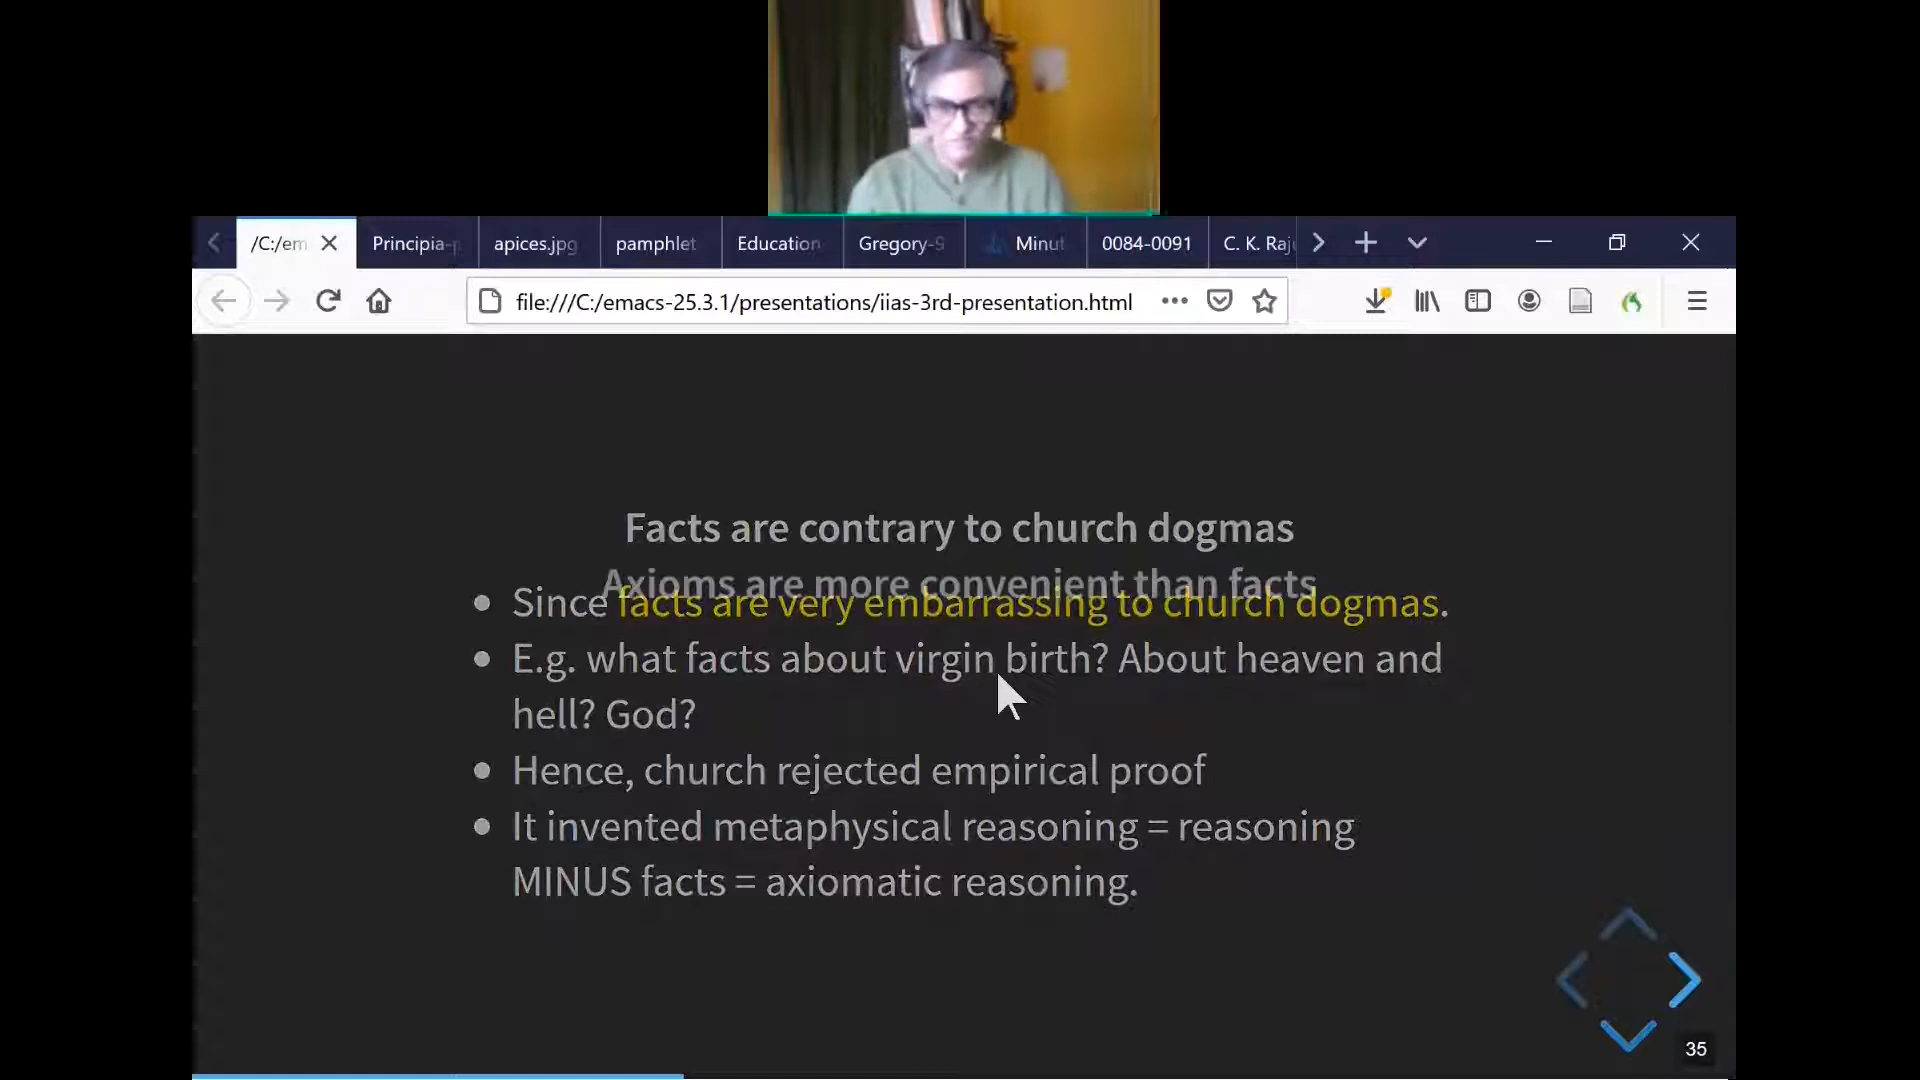 /C:/em
Principia-p
apices.jpg
pamphlet
Education
Gregory-9
Minut
0084-0091
C. K. Raju
file:///C:/emacs-25.3.1/presentations/iias-3rd-presentation.html
Facts are contrary to church dogmas
Axioms are more convenient than facts
• Since facts are very embarrassing to church dogmas.
• E.g. what facts about virgin birth? About heaven and
hell? God?
• Hence, church rejected empirical proof
• It invented metaphysical reasoning = reasoning
MINUS facts = axiomatic reasoning.
35